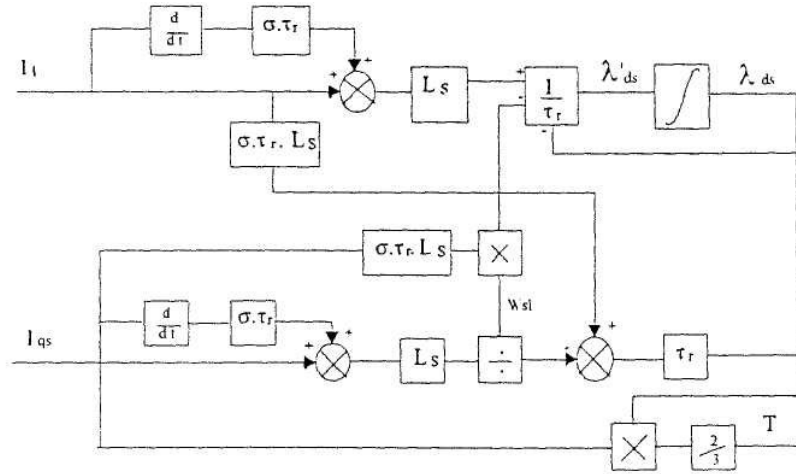 d/dt
σ.τr
I1
+
+
Ls
+
-
-
1/τr
λ'ds
λds
σ.τr.Ls
σ.τr.Ls
×
Wsl
+
d/dt
σ.τr
Iqs
+
+
Ls
÷
-
τr
T
×
2/3